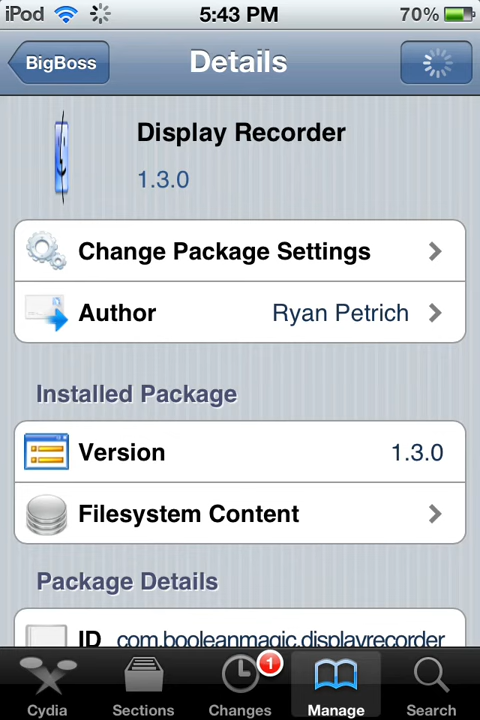 iPod 5:43 PM 70%
BigBoss Details
Display Recorder
1.3.0
Change Package Settings
Author Ryan Petrich
Installed Package
Version 1.3.0
Filesystem Content
Package Details
ID com.booleanmagic.displayrecorder
1
Cydia Sections Changes Manage Search